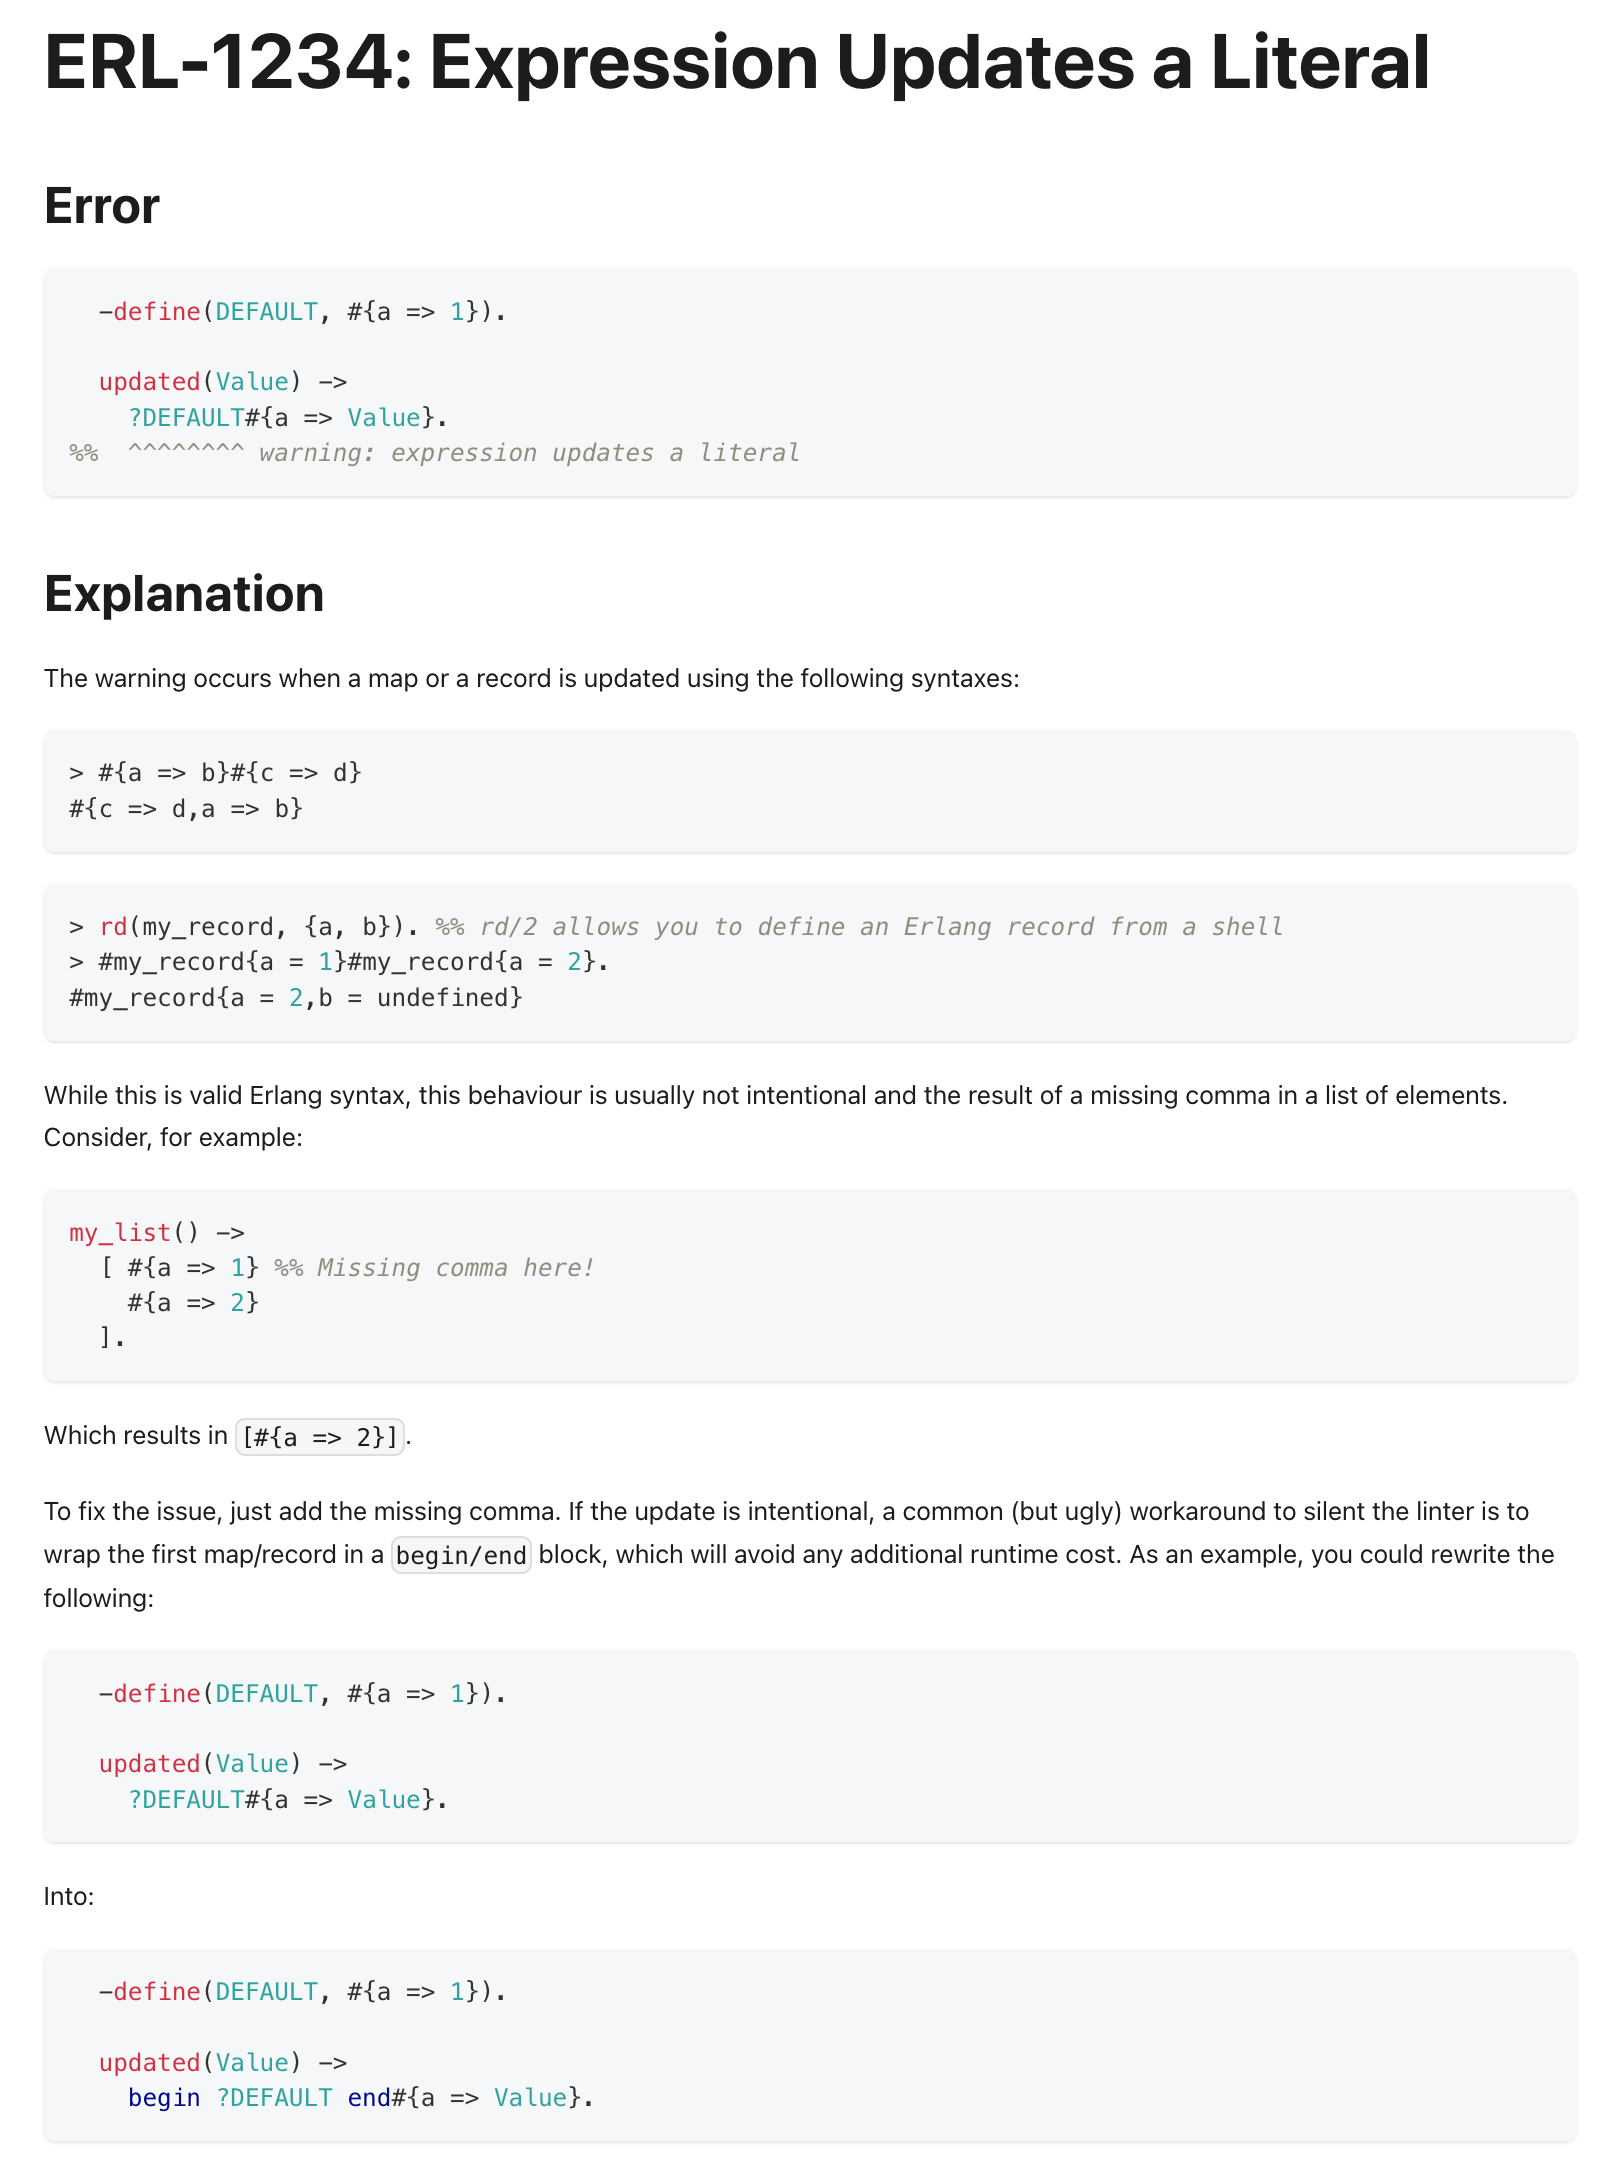 ERL-1234: Expression Updates a Literal
Error
-define(DEFAULT, #{a => 1}).
updated(Value) ->
?DEFAULT#{a => Value}.
%%  ^^^^^^^^ warning: expression updates a literal
Explanation
The warning occurs when a map or a record is updated using the following syntaxes:
> #{a => b}#{c => d}
#{c => d,a => b}
> rd(my_record, {a, b}). %% rd/2 allows you to define an Erlang record from a shell
> #my_record{a = 1}#my_record{a = 2}.
#my_record{a = 2,b = undefined}
While this is valid Erlang syntax, this behaviour is usually not intentional and the result of a missing comma in a list of elements.
Consider, for example:
my_list() ->
[ #{a => 1} %% Missing comma here!
#{a => 2}
].
Which results in [#{a => 2}].
To fix the issue, just add the missing comma. If the update is intentional, a common (but ugly) workaround to silent the linter is to
wrap the first map/record in a begin/end block, which will avoid any additional runtime cost. As an example, you could rewrite the
following:
-define(DEFAULT, #{a => 1}).
updated(Value) ->
?DEFAULT#{a => Value}.
Into:
-define(DEFAULT, #{a => 1}).
updated(Value) ->
begin ?DEFAULT end#{a => Value}.